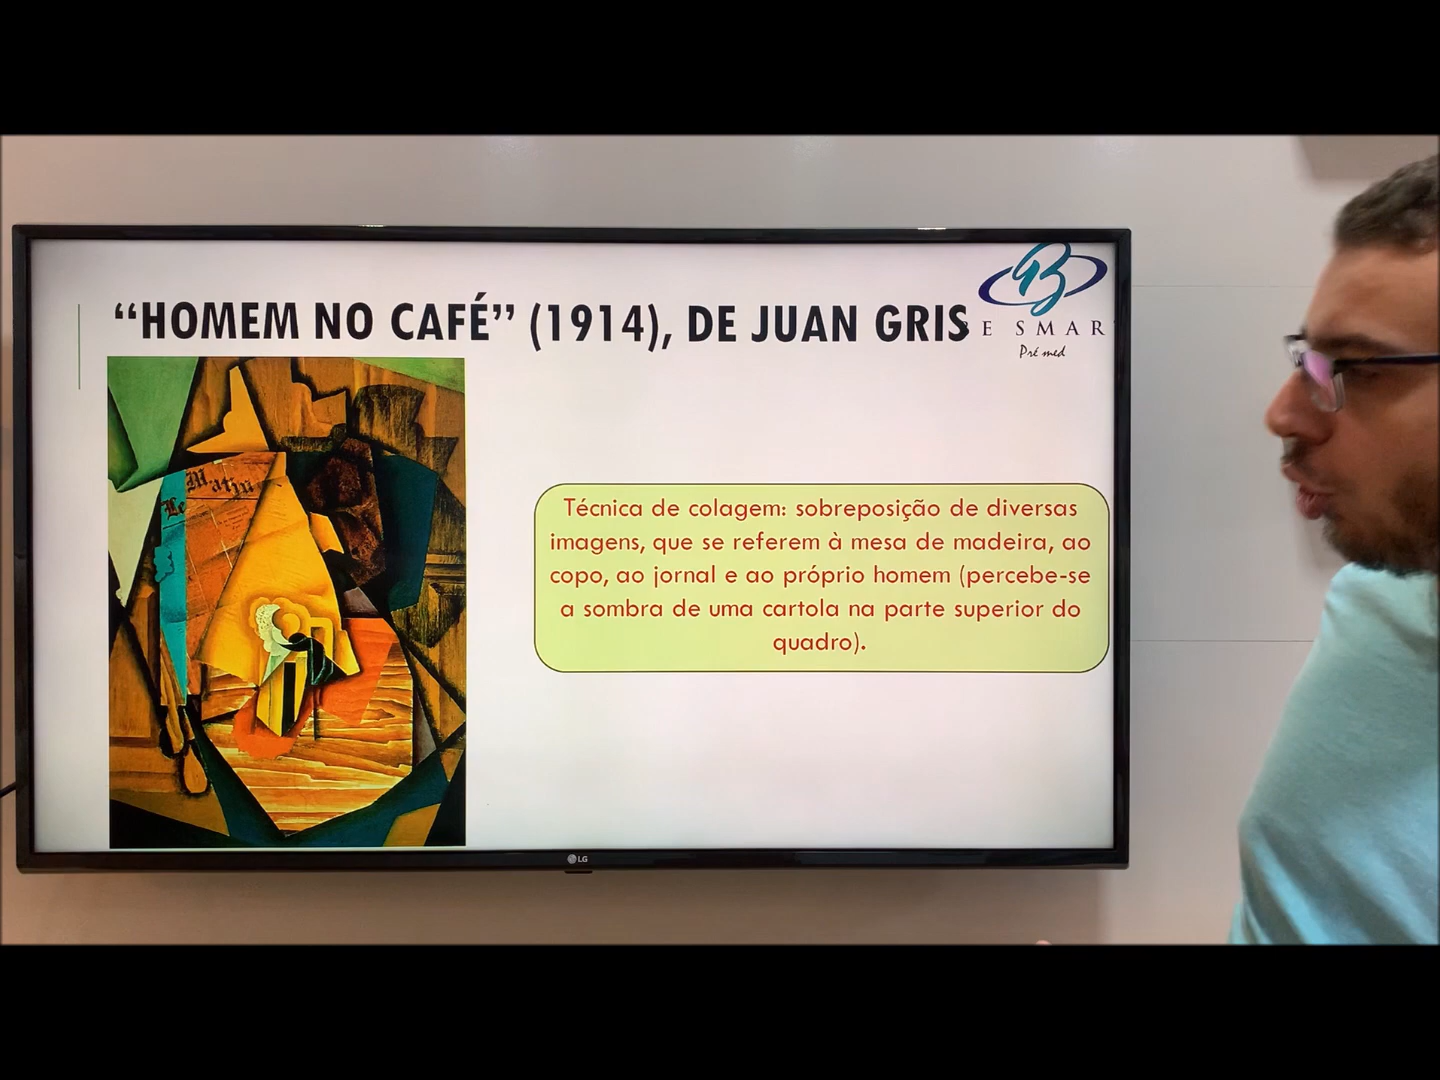 “HOMEM NO CAFÉ” (1914), DE JUAN GRIS
E SMAR
Pré med
Le Matin
Técnica de colagem: sobreposição de diversas
imagens, que se referem à mesa de madeira, ao
copo, ao jornal e ao próprio homem (percebe-se
a sombra de uma cartola na parte superior do
quadro).
LG